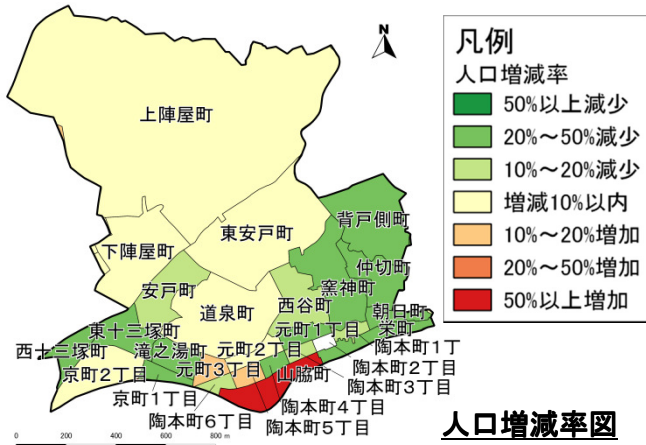 N
凡例
人口増減率
50%以上減少
20%～50%減少
10%～20%減少
増減10%以内
10%～20%増加
20%～50%増加
50%以上増加
上陣屋町
背戸側町
東安戸町
下陣屋町
仲切町
安戸町
窯神町
道泉町
西谷町
朝日町
元町1丁目
栄町
東十三塚町
陶本町1丁
西十三塚町
滝之湯町
元町2丁目
陶本町2丁目
京町2丁目
元町3丁目
山脇町
陶本町3丁目
京町1丁目
陶本町4丁目
陶本町6丁目
陶本町5丁目
0 200 400 600 800 m
人口増減率図